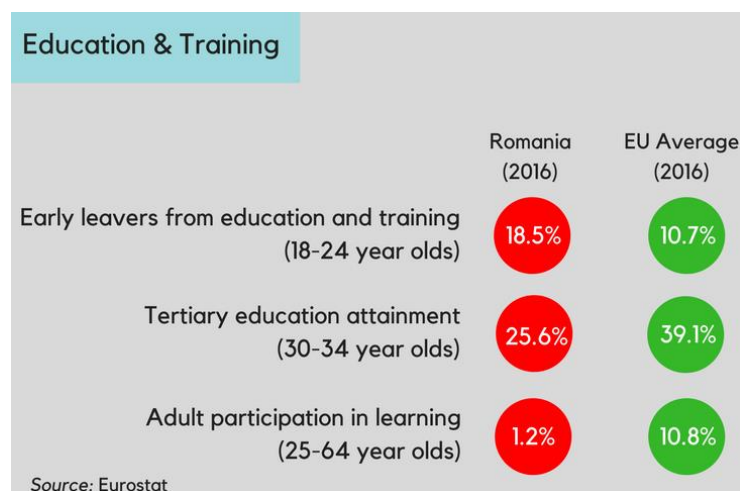 Education & Training
Romania
(2016)
EU Average
(2016)
Early leavers from education and training
(18-24 year olds)
18.5%
10.7%
Tertiary education attainment
(30-34 year olds)
25.6%
39.1%
Adult participation in learning
(25-64 year olds)
1.2%
10.8%
Source: Eurostat